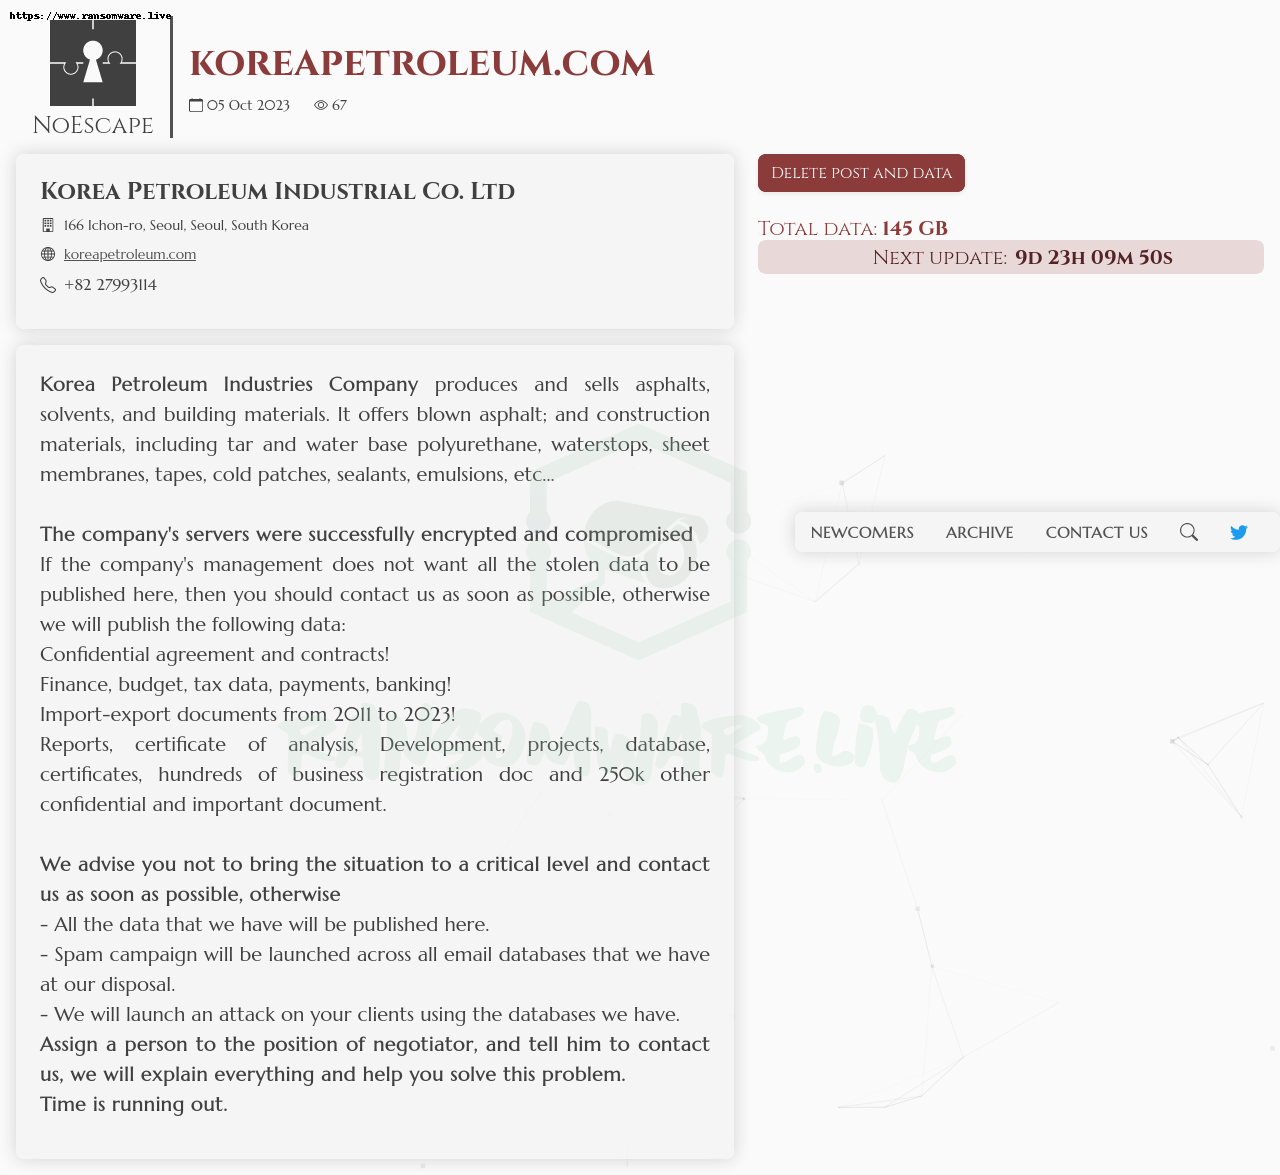 https://www.ransomware.live
NoEscape
koreapetroleum.com
05 Oct 2023 67
Korea Petroleum Industrial Co. Ltd
166 Ichon-ro, Seoul, Seoul, South Korea
koreapetroleum.com
+82 27993114
Delete post and data
Total data: 145 GB
Next update: 9d 23h 09m 50s
Korea Petroleum Industries Company produces and sells asphalts,
solvents, and building materials. It offers blown asphalt; and construction
materials, including tar and water base polyurethane, waterstops, sheet
membranes, tapes, cold patches, sealants, emulsions, etc...
The company's servers were successfully encrypted and compromised
If the company's management does not want all the stolen data to be
published here, then you should contact us as soon as possible, otherwise
we will publish the following data:
Confidential agreement and contracts!
Finance, budget, tax data, payments, banking!
Import-export documents from 2011 to 2023!
Reports, certificate of analysis, Development, projects, database,
certificates, hundreds of business registration doc and 250k other
confidential and important document.
We advise you not to bring the situation to a critical level and contact
us as soon as possible, otherwise
- All the data that we have will be published here.
- Spam campaign will be launched across all email databases that we have
at our disposal.
- We will launch an attack on your clients using the databases we have.
Assign a person to the position of negotiator, and tell him to contact
us, we will explain everything and help you solve this problem.
Time is running out.
NEWCOMERS ARCHIVE CONTACT US
RANSOMWARE.LIVE